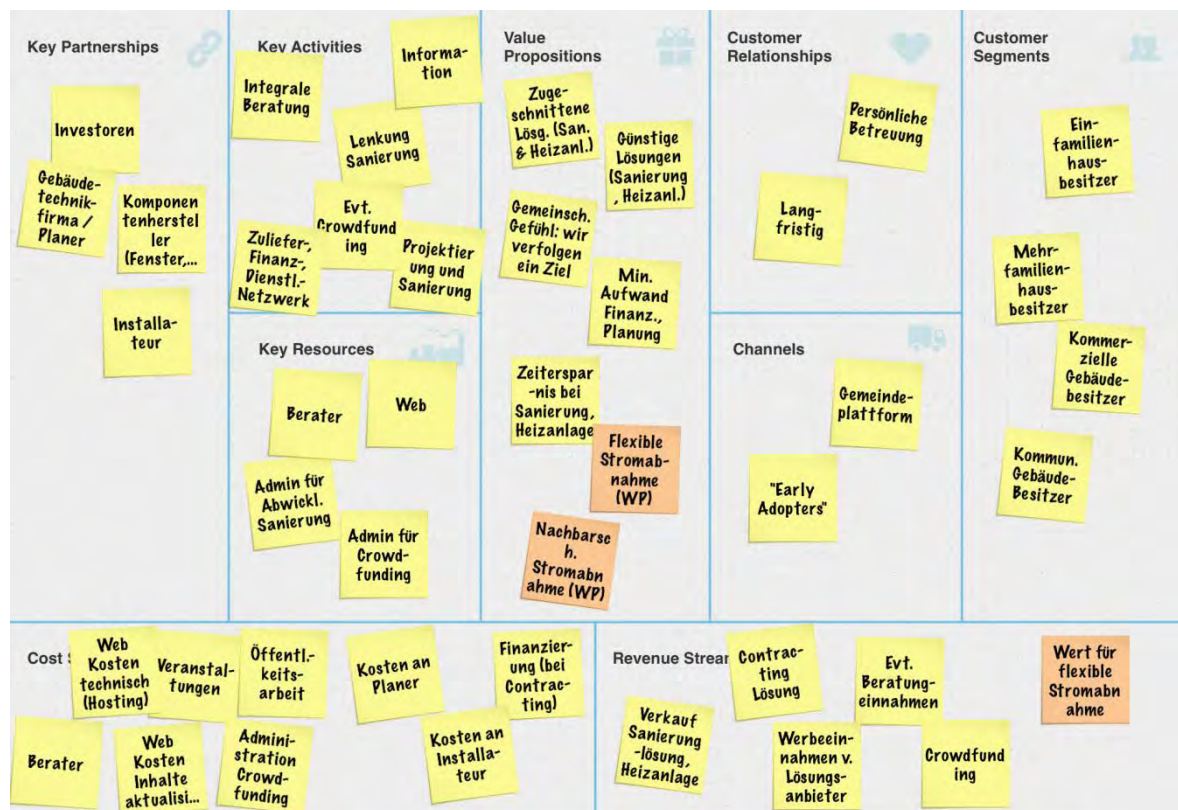 Key Partnerships
Investoren
Gebäude-
technik-
firma /
Planer
Komponen
tenherstel
ler
(Fenster,...
Installa-
teur
Key Activities
Informa-
tion
Integrale
Beratung
Lenkung
Sanierung
Evt.
Crowdfund
ing
Zuliefer-,
Finanz-,
Dienstl.-
Netzwerk
Projektier
ung und
Sanierung
Key Resources
Berater
Web
Admin für
Abwickl.
Sanierung
Admin für
Crowd-
funding
Value
Propositions
Zuge-
schnittene
Lösg. (San.
& Heizanl.)
Günstige
Lösungen
(Sanierung
, Heizanl.)
Gemeinsch.
Gefühl: wir
verfolgen
ein Ziel
Min.
Aufwand
Finanz.,
Planung
Zeiterspar
-nis bei
Sanierung,
Heizanlage
Flexible
Stromab-
nahme
(WP)
Nachbarsc
h.
Stromabn
ahme (WP)
Customer
Relationships
Persönliche
Betreuung
Lang-
fristig
Channels
Gemeinde-
plattform
"Early
Adopters"
Customer
Segments
Ein-
familien-
haus-
besitzer
Mehr-
familien-
haus-
besitzer
Kommer-
zielle
Gebäude-
besitzer
Kommun.
Gebäude-
Besitzer
Cost S
Web
Kosten
technisch
(Hosting)
Veranstal-
tungen
Öffentl.-
keits-
arbeit
Kosten an
Planer
Finanzier-
ung (bei
Contrac-
ting)
Berater
Web
Kosten
Inhalte
aktualisi...
Admini-
stration
Crowd-
funding
Kosten an
Installa-
teur
Revenue Strean
Contrac-
ting
Lösung
Evt.
Beratung-
einnahmen
Wert für
flexible
Stromabn
ahme
Verkauf
Sanierung
-lösung,
Heizanlage
Werbeein-
nahmen v.
Lösungs-
anbieter
Crowdfund
ing